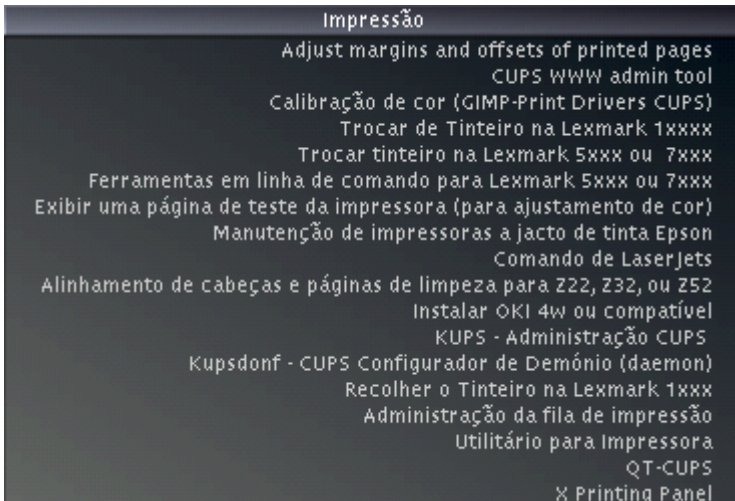 Impressão
Adjust margins and offsets of printed pages
CUPS WWW admin tool
Calibração de cor (GIMP-Print Drivers CUPS)
Trocar de Tinteiro na Lexmark 1xxxx
Trocar tinteiro na Lexmark 5xxx ou 7xxx
Ferramentas em linha de comando para Lexmark 5xxx ou 7xxx
Exibir uma página de teste da impressora (para ajustamento de cor)
Manutenção de impressoras a jacto de tinta Epson
Comando de LaserJets
Alinhamento de cabeças e páginas de limpeza para Z22, Z32, ou Z52
Instalar OKI 4w ou compatível
KUPS - Administração CUPS
Kupsdonf - CUPS Configurador de Demónio (daemon)
Recolher o Tinteiro na Lexmark 1xxx
Administração da fila de impressão
Utilitário para Impressora
QT-CUPS
X Printing Panel